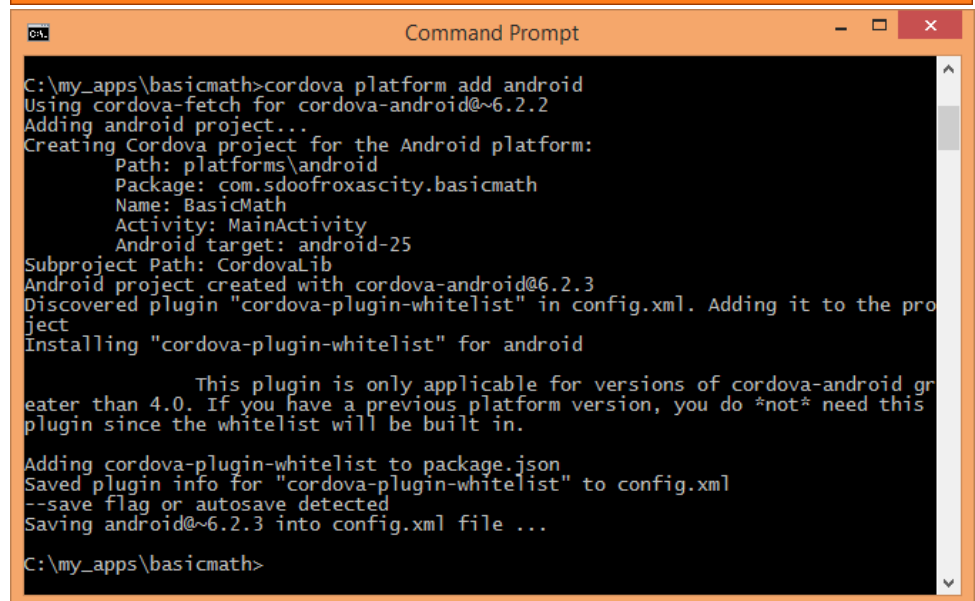 Command Prompt
C:\my_apps\basicmath>cordova platform add android
Using cordova-fetch for cordova-android@~6.2.2
Adding android project...
Creating Cordova project for the Android platform:
Path: platforms\android
Package: com.sdoofroxascity.basicmath
Name: BasicMath
Activity: MainActivity
Android target: android-25
Subproject Path: CordovaLib
Android project created with cordova-android@6.2.3
Discovered plugin "cordova-plugin-whitelist" in config.xml. Adding it to the pro
ject
Installing "cordova-plugin-whitelist" for android
This plugin is only applicable for versions of cordova-android gr
eater than 4.0. If you have a previous platform version, you do *not* need this
plugin since the whitelist will be built in.
Adding cordova-plugin-whitelist to package.json
Saved plugin info for "cordova-plugin-whitelist" to config.xml
--save flag or autosave detected
Saving android@~6.2.3 into config.xml file ...
C:\my_apps\basicmath>